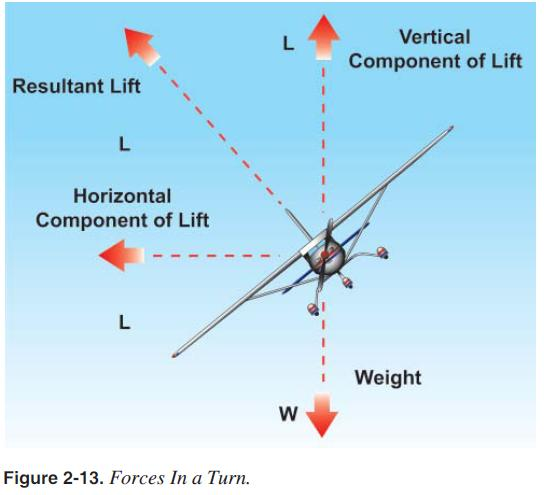 L
Vertical
Component of Lift
Resultant Lift
L
Horizontal
Component of Lift
L
Weight
W
Figure 2-13. Forces In a Turn.